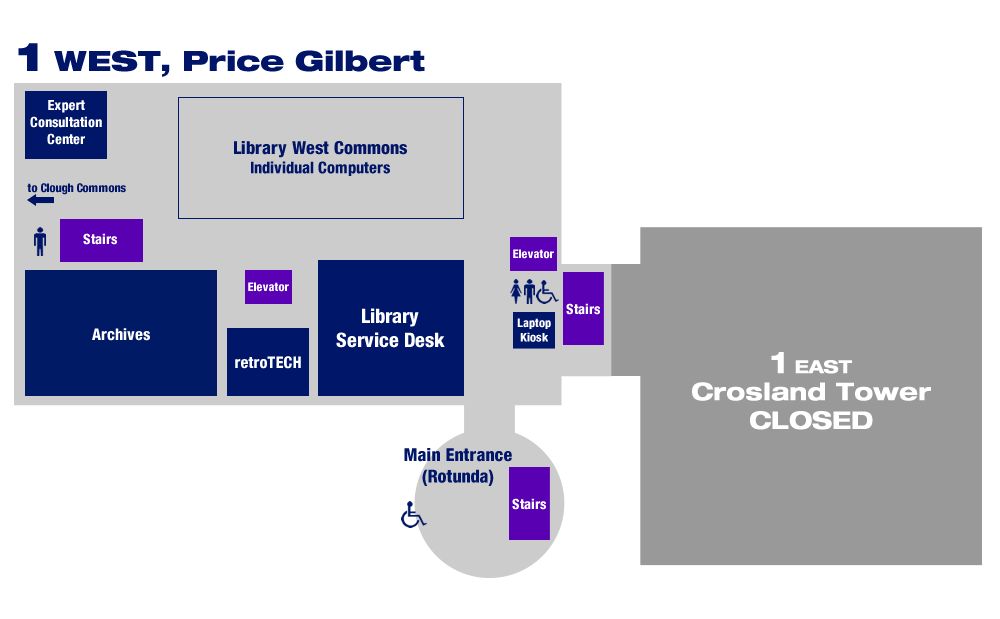 1 WEST, Price Gilbert
Expert
Consultation
Center
Library West Commons
Individual Computers
to Clough Commons
Stairs
Elevator
Elevator
Archives
retroTECH
Library
Service Desk
Laptop
Kiosk
Stairs
1 EAST
Crosland Tower
CLOSED
Main Entrance
(Rotunda)
Stairs